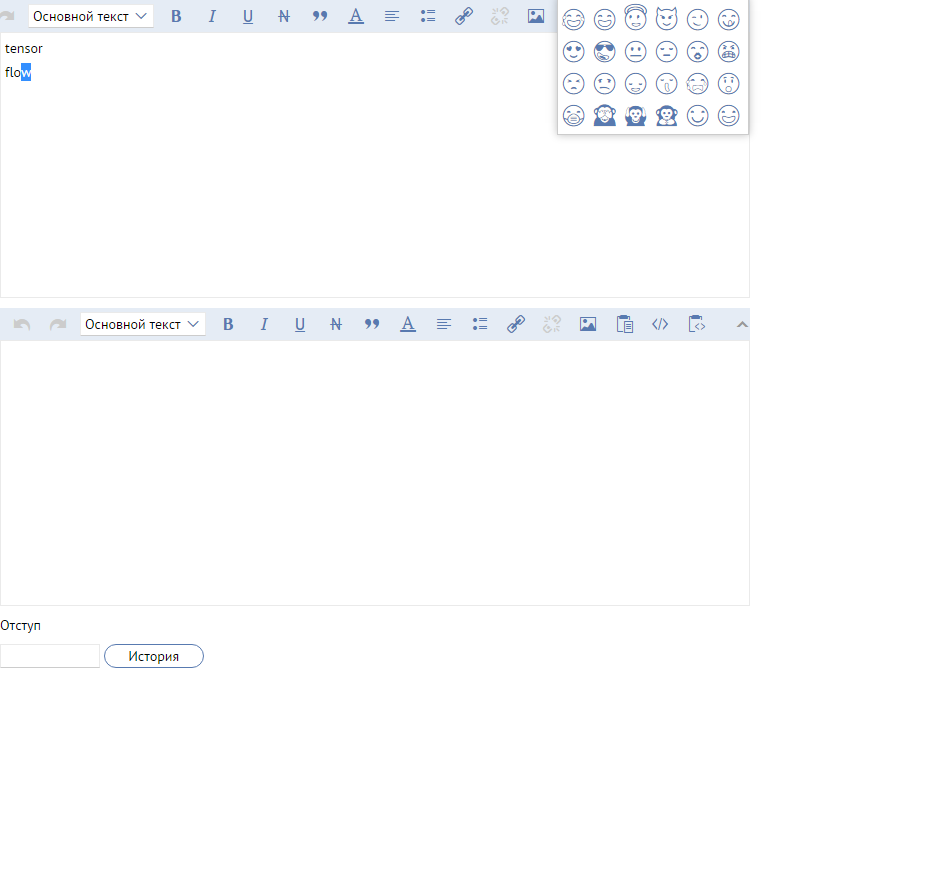 Основной текст B I U N A
tensor
flow
Основной текст B I U N A </>
Отступ
История